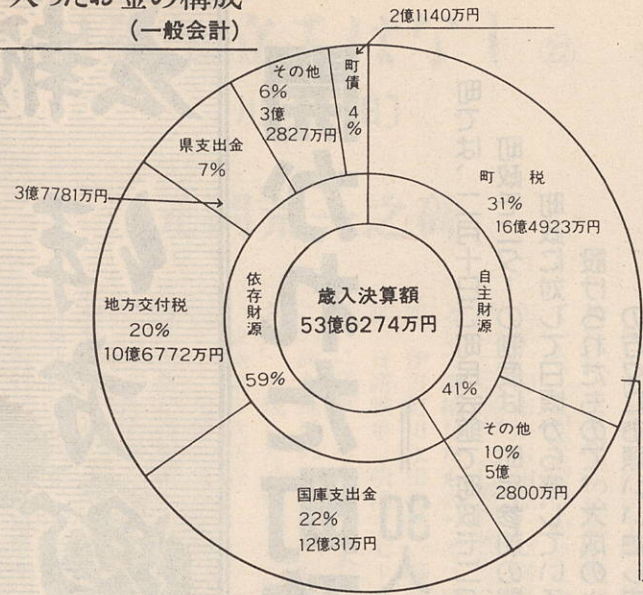 入ったお金の構成
(一般会計)
2億1140万円
町債
4%
その他
6%
3億
2827万円
県支出金
7%
3億7781万円
町税
31%
16億4923万円
地方交付税
20%
10億6772万円
依存財源
59%
歳入決算額
53億6274万円
自主財源
41%
その他
10%
5億
2800万円
国庫支出金
22%
12億31万円